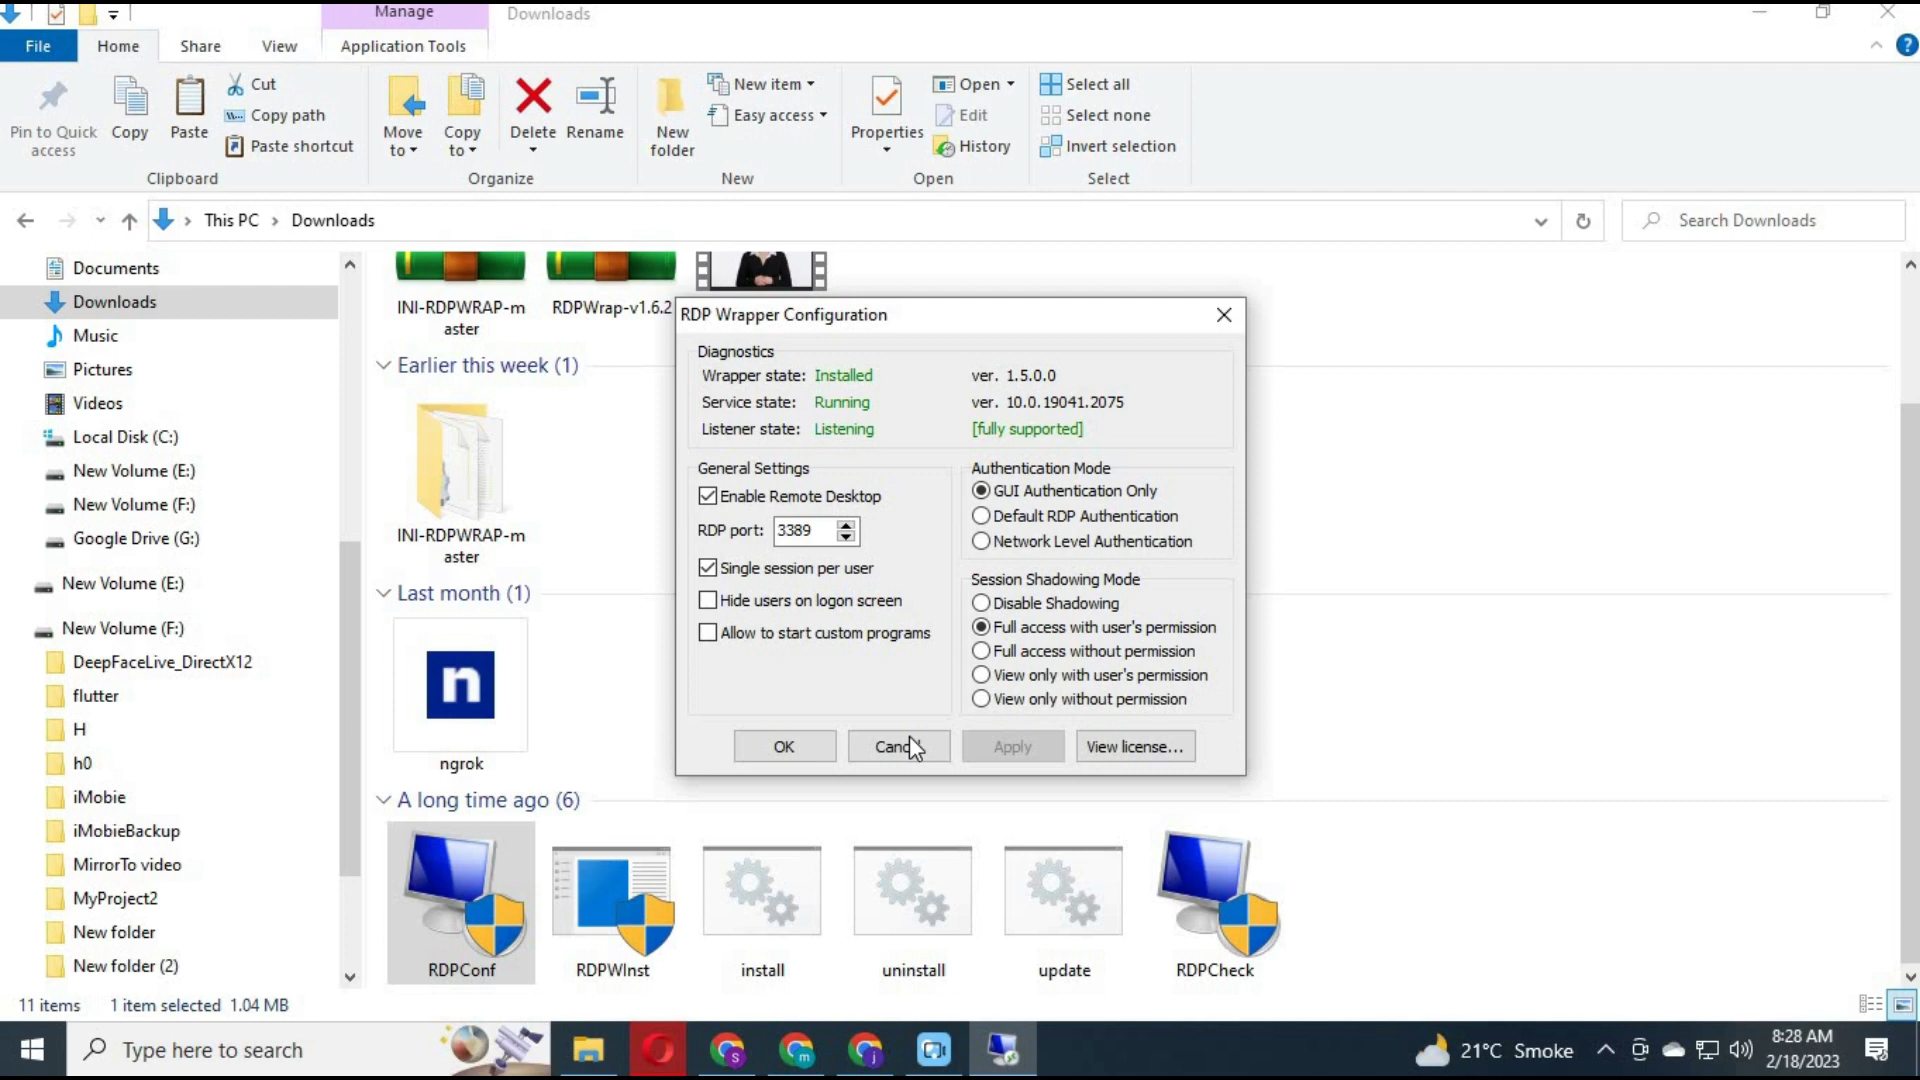 Manage
Downloads
File
Home
Share
View
Application Tools
Pin to Quick
access
Copy
Paste
Cut
Copy path
Paste shortcut
Clipboard
Move
to
Copy
to
Delete
Rename
Organize
New
folder
New item
Easy access
New
Properties
Open
Edit
History
Open
Select all
Select none
Invert selection
Select
This PC > Downloads
Search Downloads
Documents
Downloads
Music
Pictures
Videos
Local Disk (C:)
New Volume (E:)
New Volume (F:)
Google Drive (G:)
New Volume (E:)
New Volume (F:)
DeepFaceLive_DirectX12
flutter
H
h0
iMobie
iMobieBackup
MirrorTo video
MyProject2
New folder
New folder (2)
INI-RDPWRAP-m
aster
RDPWrap-v1.6.2
Earlier this week (1)
INI-RDPWRAP-m
aster
Last month (1)
n
ngrok
A long time ago (6)
RDPConf
RDPWInst
install
uninstall
update
RDPCheck
RDP Wrapper Configuration
Diagnostics
Wrapper state: Installed ver. 1.5.0.0
Service state: Running ver. 10.0.19041.2075
Listener state: Listening [fully supported]
General Settings
Enable Remote Desktop
RDP port: 3389
Single session per user
Hide users on logon screen
Allow to start custom programs
Authentication Mode
GUI Authentication Only
Default RDP Authentication
Network Level Authentication
Session Shadowing Mode
Disable Shadowing
Full access with user's permission
Full access without permission
View only with user's permission
View only without permission
OK
Cancel
Apply
View license...
11 items 1 item selected 1.04 MB
Type here to search
s
m
j
21°C Smoke
8:28 AM
2/18/2023